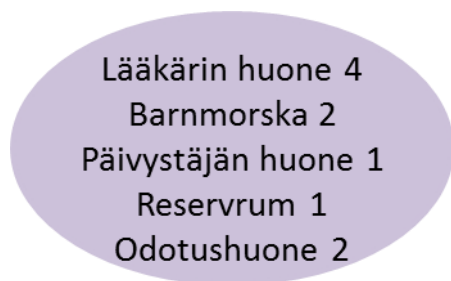 Lääkärin huone 4
Barnmorska 2
Päivystäjän huone 1
Reservrum 1
Odotushuone 2